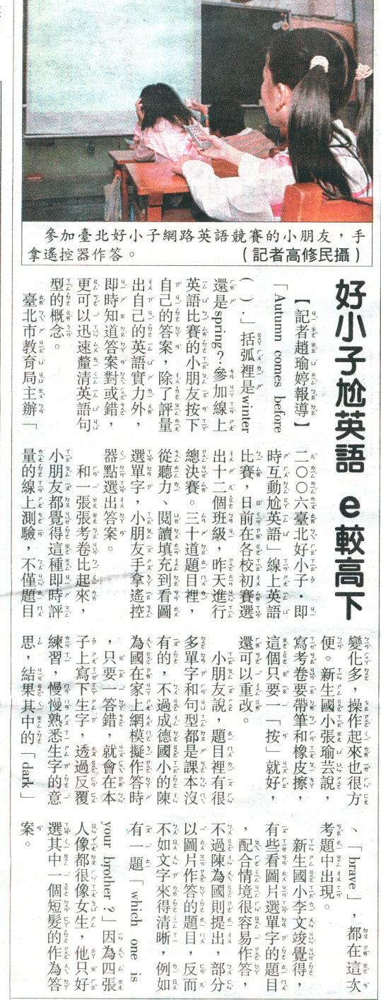 參加臺北好小子網路英語競賽的小朋友，手
拿遙控器作答。　　（記者高修民攝）
好小子尬英語　e較高下
【記者趙瑜婷報導】
「Autumn comes before
( ).」括弧裡是winter
還是spring？參加線上
英語比賽的小朋友按下
自己的答案，除了評量
出自己的英語實力外，
即時知道答案對或錯，
更可以迅速釐清英語句
型的概念。
臺北市教育局主辦「
二〇〇六臺北好小子．即
時互動尬英語」線上英語
比賽，日前在各校初賽選
出十二個班級，昨天進行
總決賽。三十道題目裡，
從聽力、閱讀填充到看圖
選單字，小朋友手拿遙控
器點選出答案。
和一張張考卷比起來，
小朋友都覺得這種即時評
量的線上測驗，不僅題目
變化多，操作起來也很方
便。新生國小張瑜芸說，
寫考卷要帶筆和橡皮擦，
這個只要一「按」就好，
還可以重改。
小朋友說，題目裡有很
多單字和句型都是課本沒
有的，不過成德國小的陳
為國在家上網模擬作答時
，只要一答錯，就會在本
子上寫下生字，透過反覆
練習，慢慢熟悉生字的意
思，結果其中的「dark」
、「brave」，都在這次
考題中出現。
新生國小李文竣覺得，
有些看圖片選單字的題目
，配合情境很容易作答，
不過陳為國則提出，部分
以圖片作答的題目，反而
不如文字來得清晰，例如
有一題「which one is
your brother？」因為四張
人像都很像女生，他只好
選其中一個短髮的作為答
案。